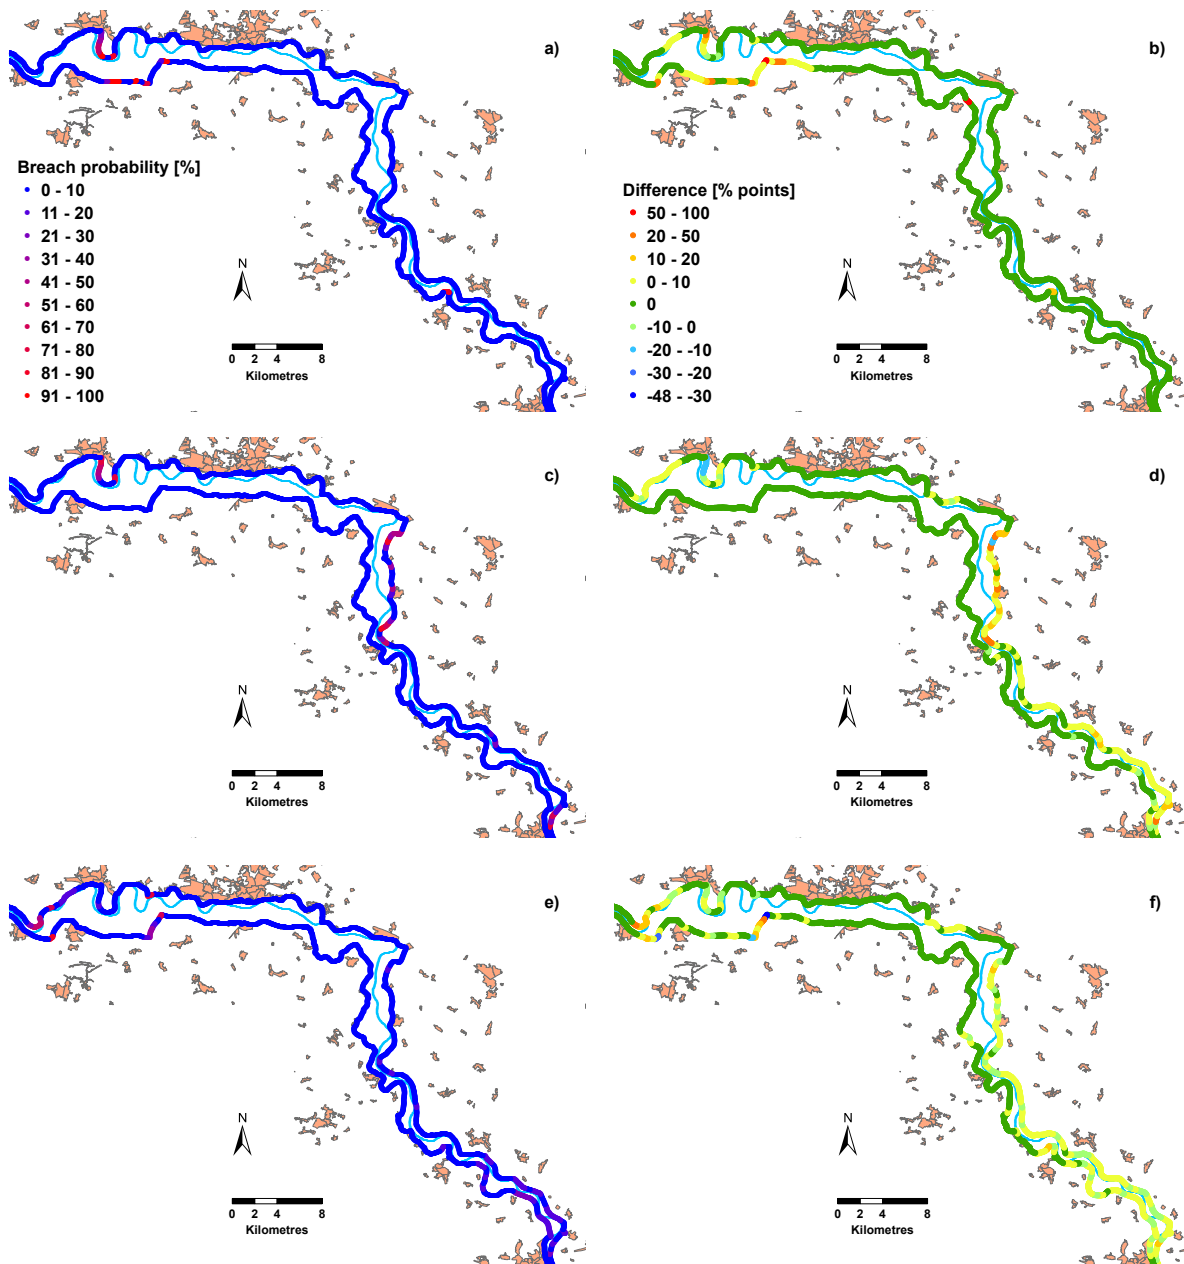 a)
Breach probability [%]
0 - 10
11 - 20
21 - 30
31 - 40
41 - 50
51 - 60
61 - 70
71 - 80
81 - 90
91 - 100
N
0 2 4 8
Kilometres
b)
Difference [% points]
50 - 100
20 - 50
10 - 20
0 - 10
0
-10 - 0
-20 - -10
-30 - -20
-48 - -30
N
0 2 4 8
Kilometres
c)
N
0 2 4 8
Kilometres
d)
N
0 2 4 8
Kilometres
e)
N
0 2 4 8
Kilometres
f)
N
0 2 4 8
Kilometres